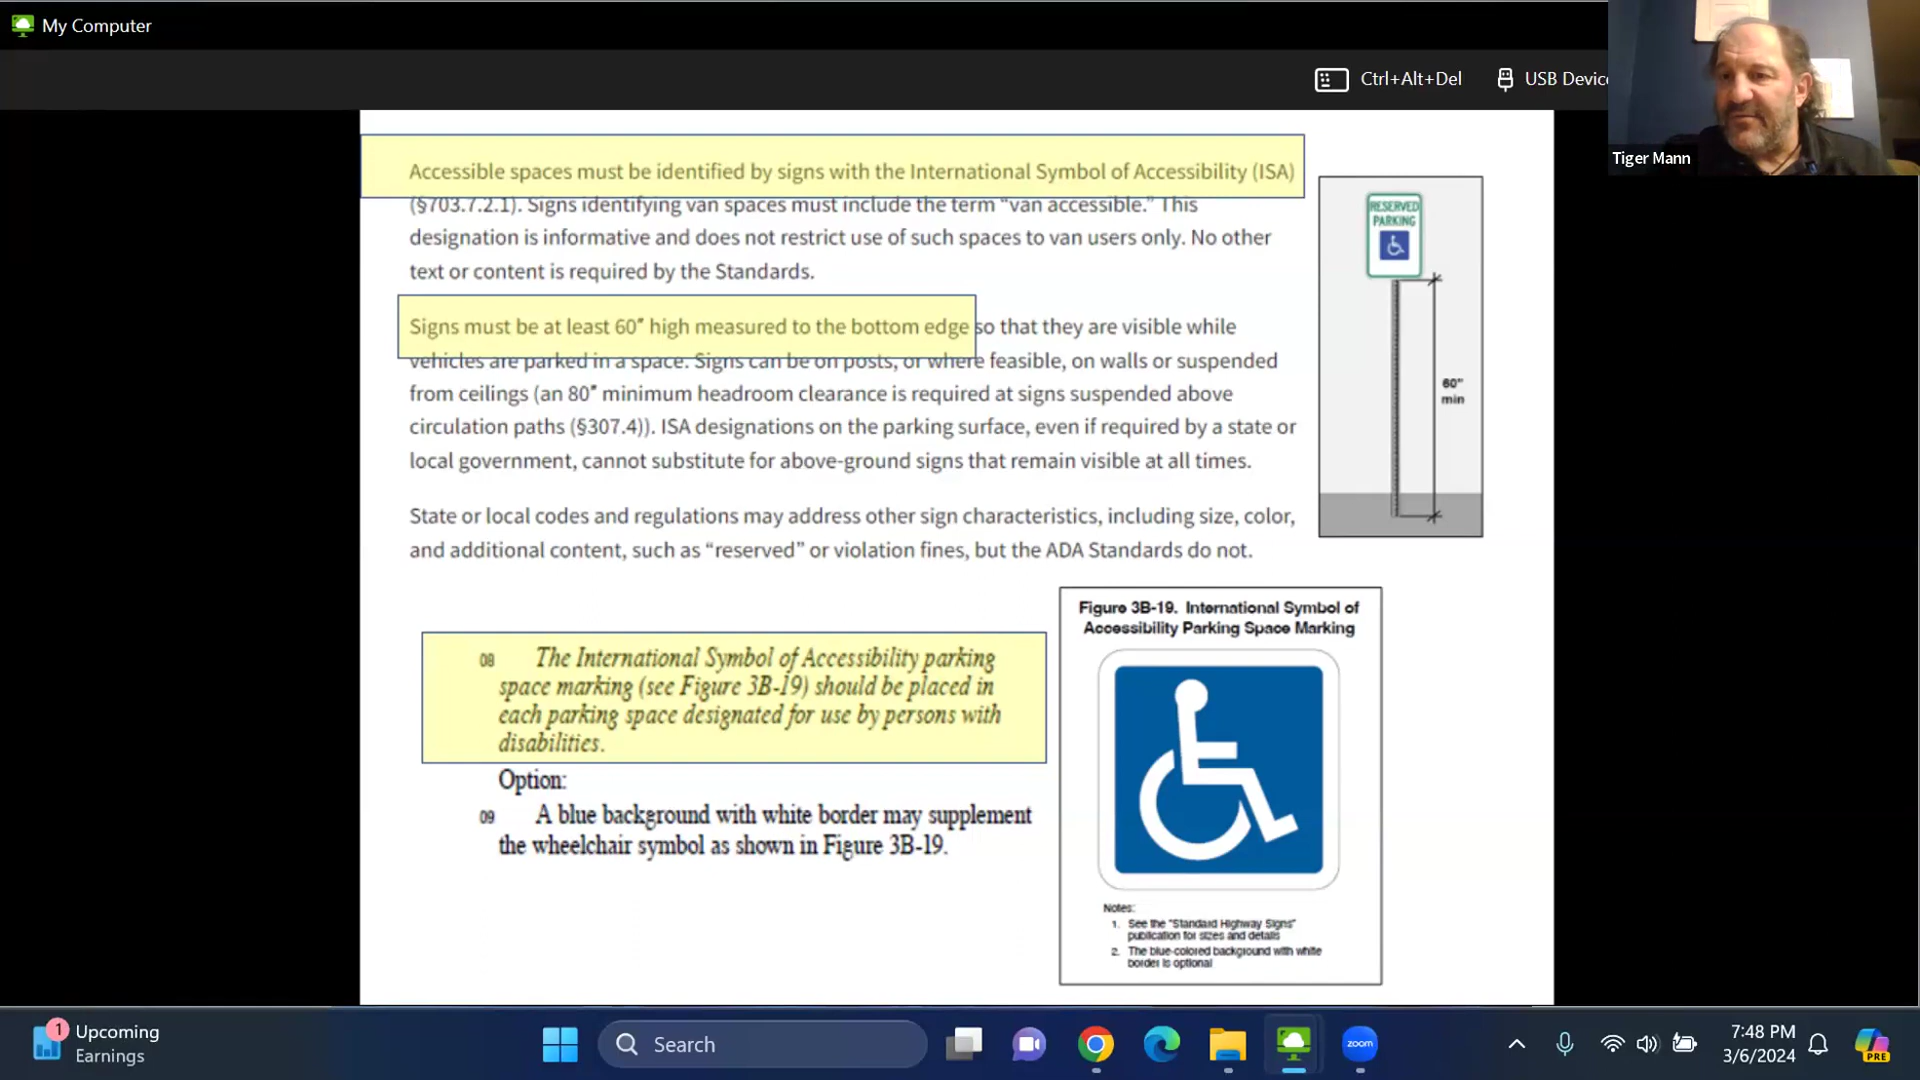 My Computer
Ctrl+Alt+Del
USB Device
Tiger Mann
Accessible spaces must be identified by signs with the International Symbol of Accessibility (ISA)
(§703.7.2.1). Signs identifying van spaces must include the term “van accessible.” This
designation is informative and does not restrict use of such spaces to van users only. No other
text or content is required by the Standards.
Signs must be at least 60″ high measured to the bottom edge so that they are visible while
vehicles are parked in a space. Signs can be on posts, or where feasible, on walls or suspended
from ceilings (an 80″ minimum headroom clearance is required at signs suspended above
circulation paths (§307.4)). ISA designations on the parking surface, even if required by a state or
local government, cannot substitute for above-ground signs that remain visible at all times.
State or local codes and regulations may address other sign characteristics, including size, color,
and additional content, such as “reserved” or violation fines, but the ADA Standards do not.
RESERVED
PARKING
60"
min
08 The International Symbol of Accessibility parking
space marking (see Figure 3B-19) should be placed in
each parking space designated for use by persons with
disabilities.
Option:
09 A blue background with white border may supplement
the wheelchair symbol as shown in Figure 3B-19.
Figure 3B-19. International Symbol of
Accessibility Parking Space Marking
Notes:
1. See the "Standard Highway Signs"
publication for sizes and details
2. The blue-colored background with white
border is optional
1
Upcoming
Earnings
Search
zoom
7:48 PM
3/6/2024
PRE